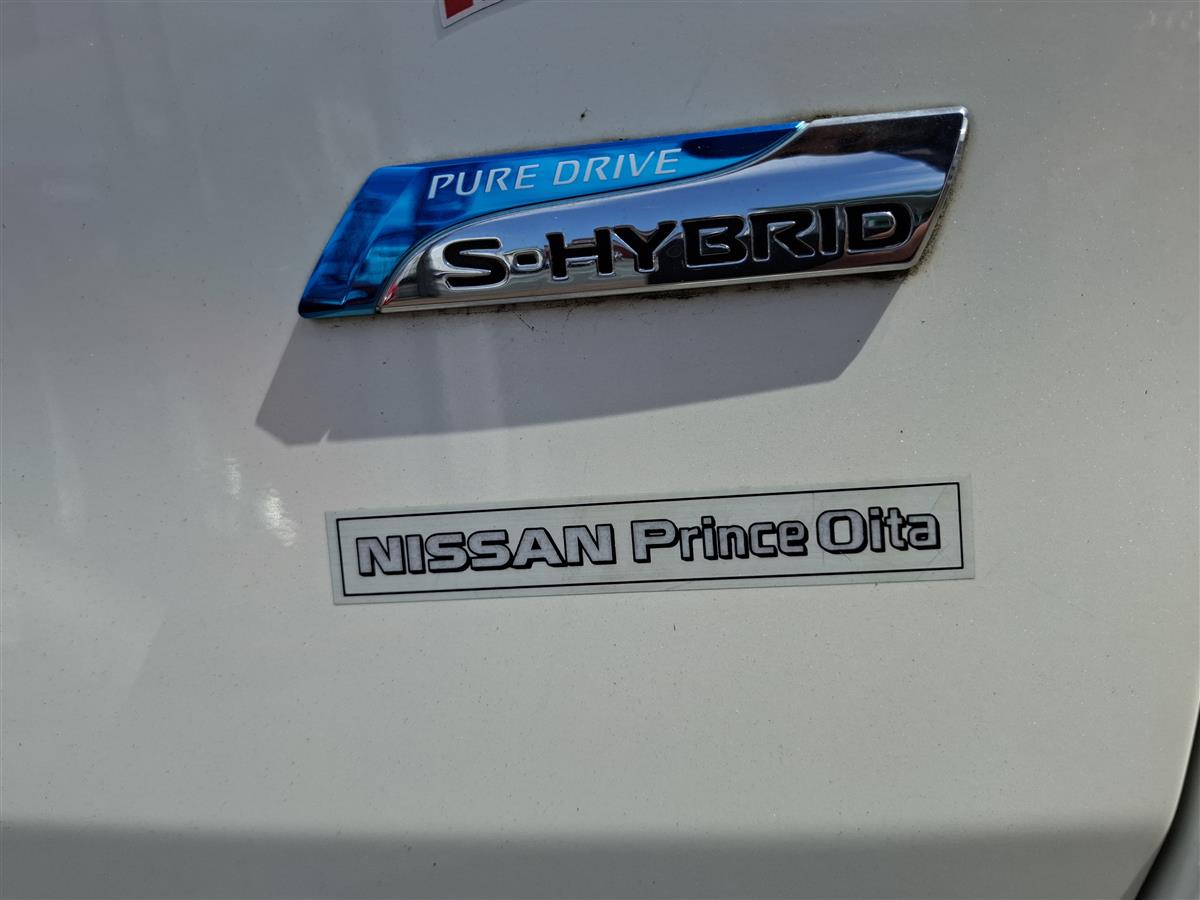 PURE DRIVE
S-HYBRID
NISSAN Prince Oita